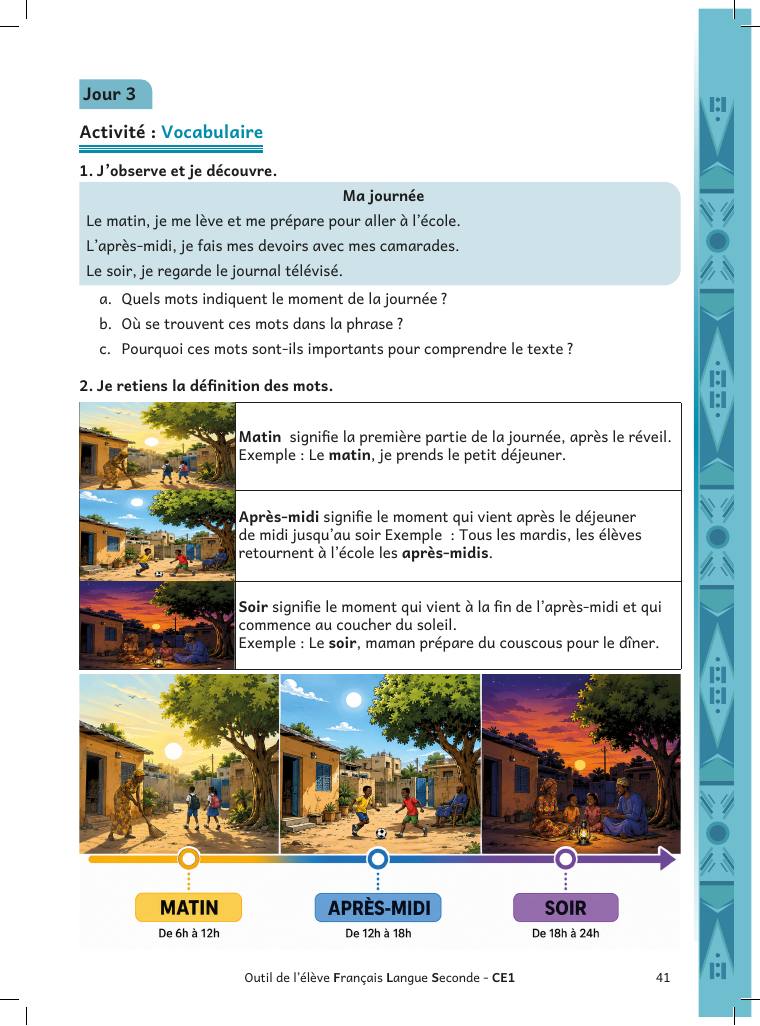 Jour 3
Activité : Vocabulaire
1. J'observe et je découvre.
Ma journée
Le matin, je me lève et me prépare pour aller à l'école.
L'après-midi, je fais mes devoirs avec mes camarades.
Le soir, je regarde le journal télévisé.
a. Quels mots indiquent le moment de la journée ?
b. Où se trouvent ces mots dans la phrase ?
c. Pourquoi ces mots sont-ils importants pour comprendre le texte ?
2. Je retiens la définition des mots.
Matin signifie la première partie de la journée, après le réveil.
Exemple : Le matin, je prends le petit déjeuner.
Après-midi signifie le moment qui vient après le déjeuner
de midi jusqu'au soir Exemple : Tous les mardis, les élèves
retournent à l'école les après-midis.
Soir signifie le moment qui vient à la fin de l'après-midi et qui
commence au coucher du soleil.
Exemple : Le soir, maman prépare du couscous pour le dîner.
MATIN
De 6h à 12h
APRÈS-MIDI
De 12h à 18h
SOIR
De 18h à 24h
Outil de l'élève Français Langue Seconde - CE1
41